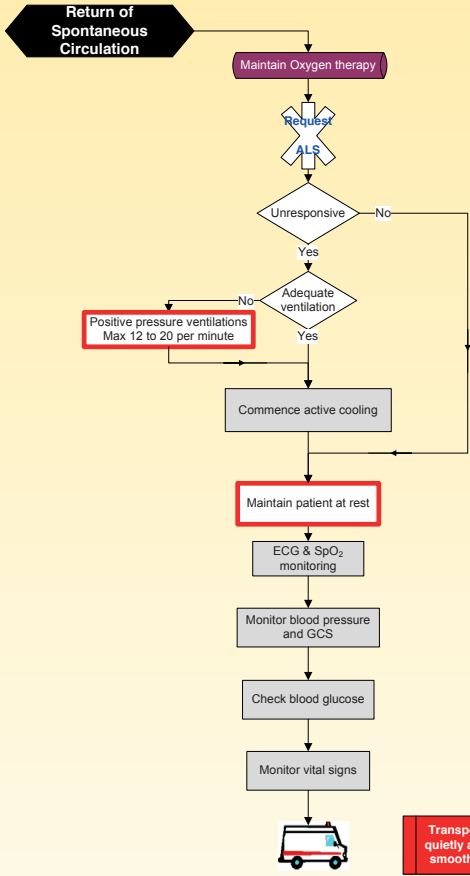 Return of
Spontaneous
Circulation
Maintain Oxygen therapy
Request
ALS
Unresponsive
No
Yes
Adequate
ventilation
No
Positive pressure ventilations
Max 12 to 20 per minute
Yes
Commence active cooling
Maintain patient at rest
ECG & SpO₂
monitoring
Monitor blood pressure
and GCS
Check blood glucose
Monitor vital signs
quietly
smooth